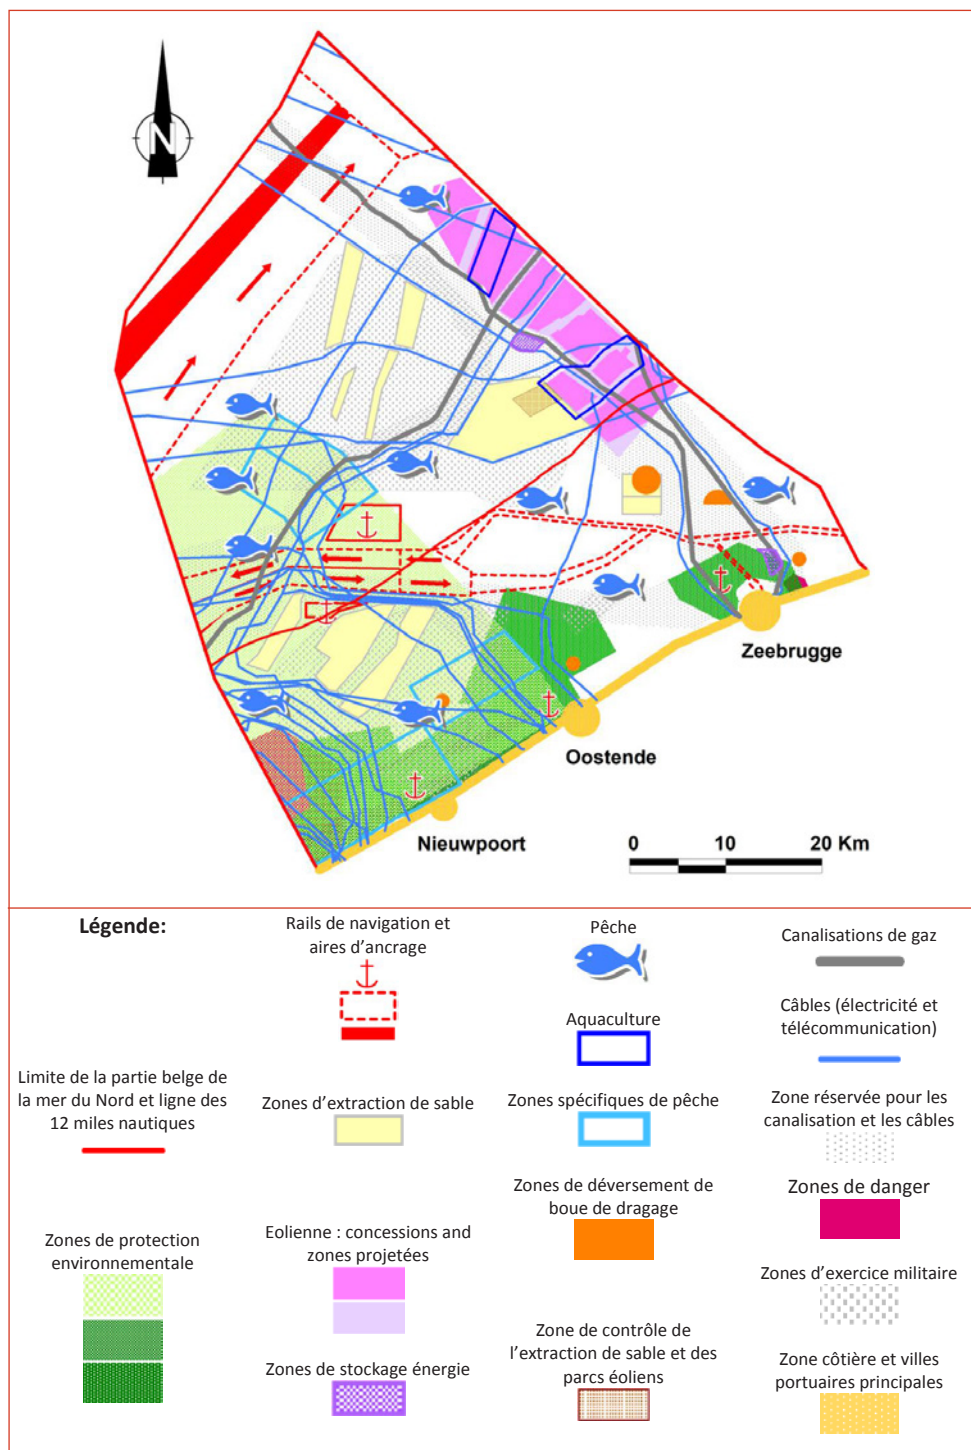 N
Zeebrugge
Oostende
Nieuwpoort
0 10 20 Km
Légende:
Rails de navigation et
aires d'ancrage
Pêche
Canalisations de gaz
Aquaculture
Câbles (électricité et
télécommunication)
Limite de la partie belge de
la mer du Nord et ligne des
12 miles nautiques
Zones d'extraction de sable
Zones spécifiques de pêche
Zone réservée pour les
canalisation et les câbles
Zones de déversement de
boue de dragage
Zones de danger
Zones de protection
environnementale
Eolienne : concessions and
zones projetées
Zones d'exercice militaire
Zones de stockage énergie
Zone de contrôle de
l'extraction de sable et des
parcs éoliens
Zone côtière et villes
portuaires principales